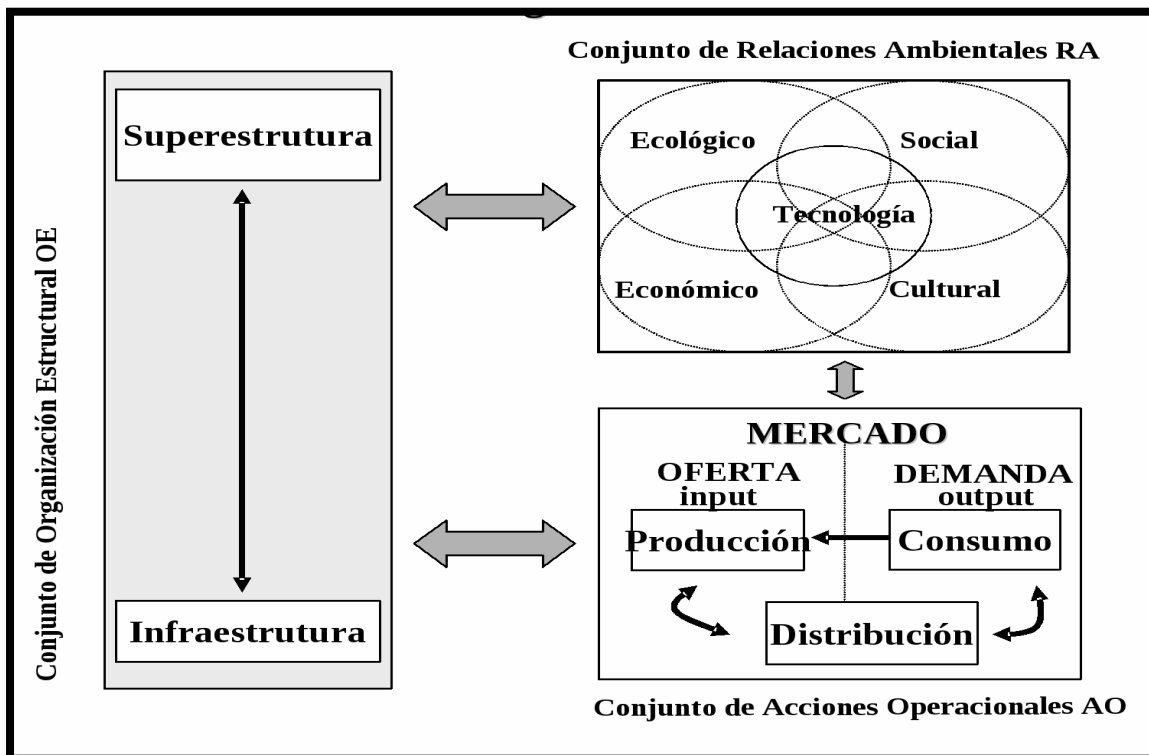 Conjunto de Organización Estructural OE
Superestrutura
Infraestrutura
Conjunto de Relaciones Ambientales RA
Ecológico
Social
Tecnología
Económico
Cultural
MERCADO
OFERTA
input
DEMANDA
output
Producción
Consumo
Distribución
Conjunto de Acciones Operacionales AO